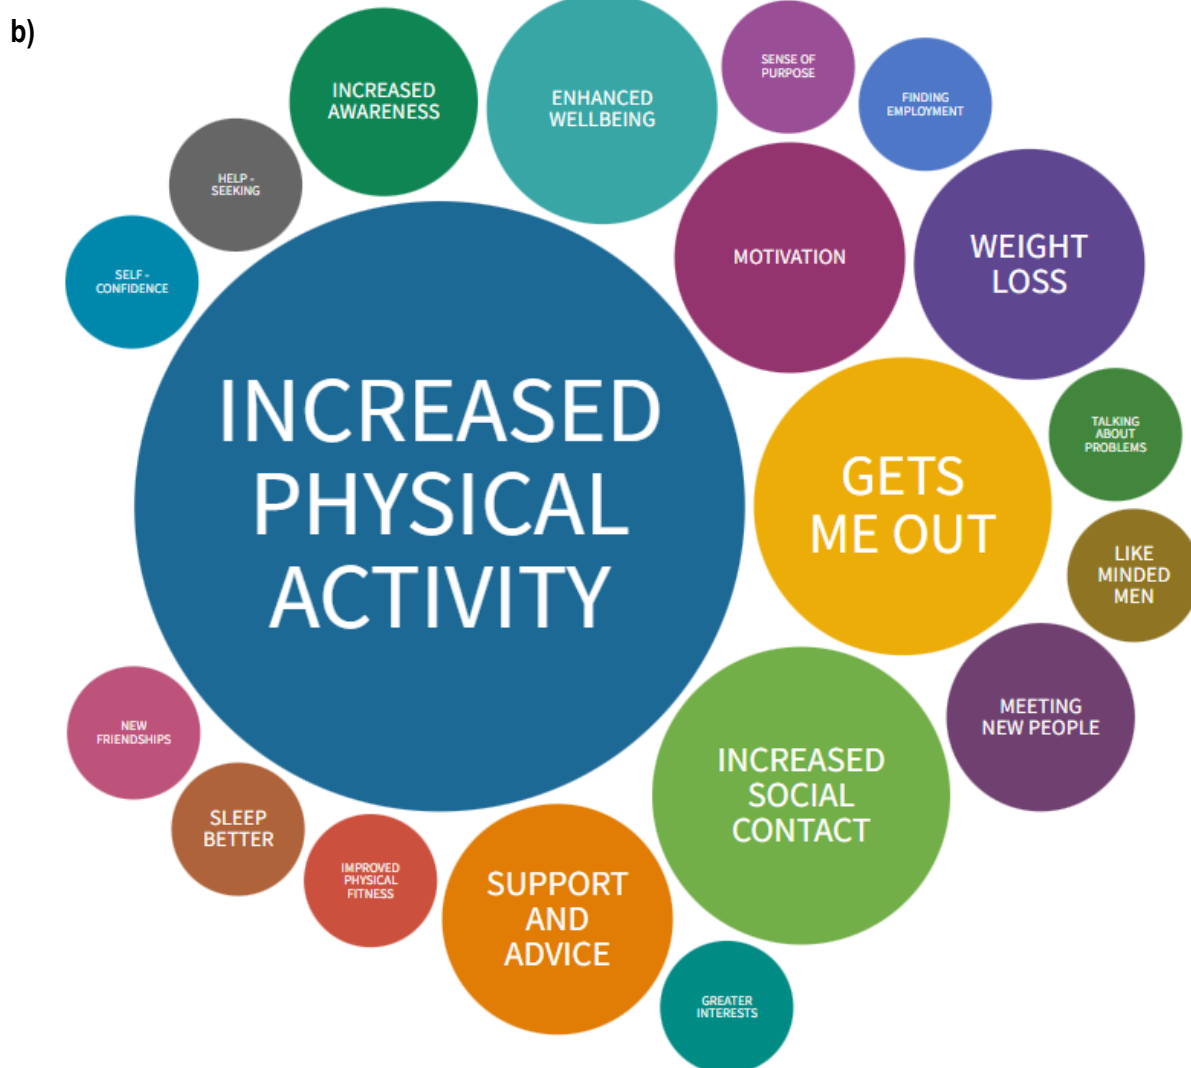 b)
INCREASED
AWARENESS
ENHANCED
WELLBEING
SENSE OF
PURPOSE
FINDING
EMPLOYMENT
HELP -
SEEKING
SELF -
CONFIDENCE
MOTIVATION
WEIGHT
LOSS
INCREASED
PHYSICAL
ACTIVITY
GETS
ME OUT
TALKING
ABOUT
PROBLEMS
LIKE
MINDED
MEN
MEETING
NEW PEOPLE
NEW
FRIENDSHIPS
SLEEP
BETTER
IMPROVED
PHYSICAL
FITNESS
SUPPORT
AND
ADVICE
INCREASED
SOCIAL
CONTACT
GREATER
INTERESTS